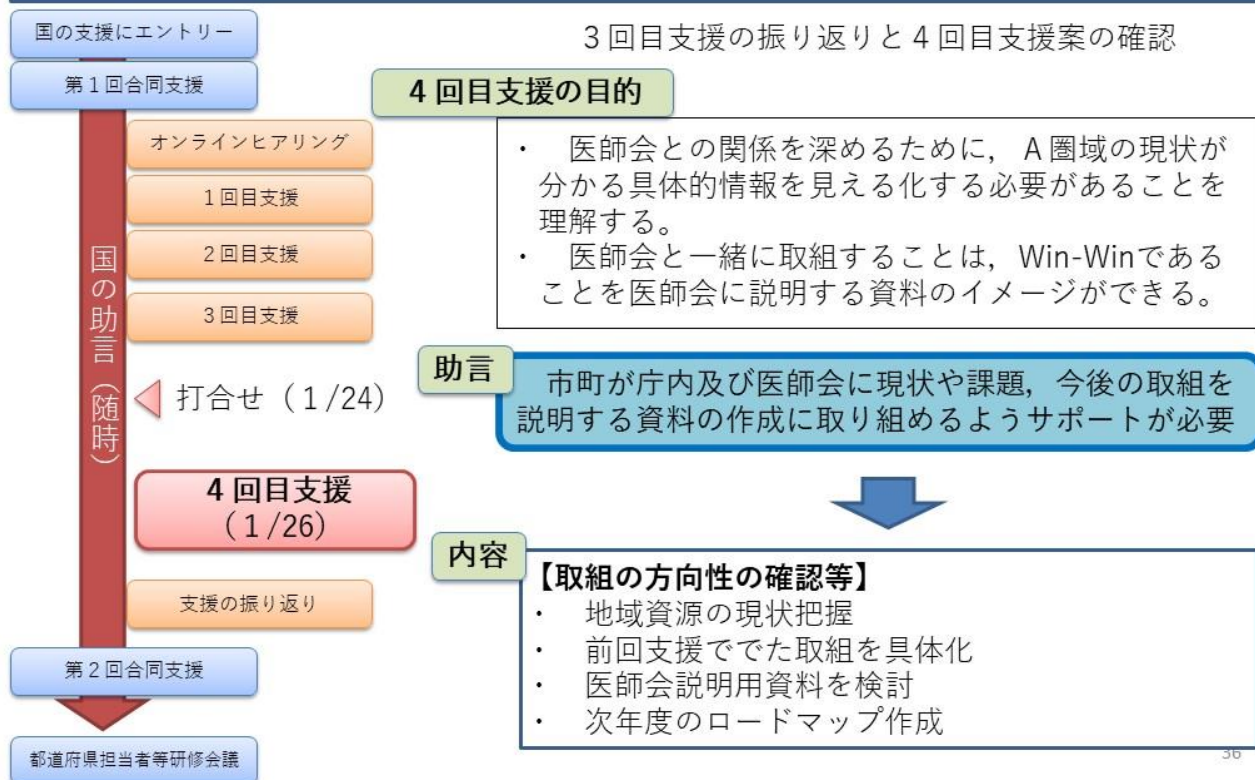 国の支援にエントリー
3回目支援の振り返りと4回目支援案の確認
第1回合同支援
4回目支援の目的
オンラインヒアリング
1回目支援
2回目支援
3回目支援
国の助言（随時）
・　医師会との関係を深めるために，A圏域の現状が
分かる具体的情報を見える化する必要があることを
理解する。
・　医師会と一緒に取組することは，Win-Winである
ことを医師会に説明する資料のイメージができる。
打合せ（1/24）
助言
市町が庁内及び医師会に現状や課題，今後の取組を
説明する資料の作成に取り組めるようサポートが必要
4回目支援
（1/26）
内容
【取組の方向性の確認等】
・　地域資源の現状把握
・　前回支援ででた取組を具体化
・　医師会説明用資料を検討
・　次年度のロードマップ作成
支援の振り返り
第2回合同支援
都道府県担当者等研修会議
36